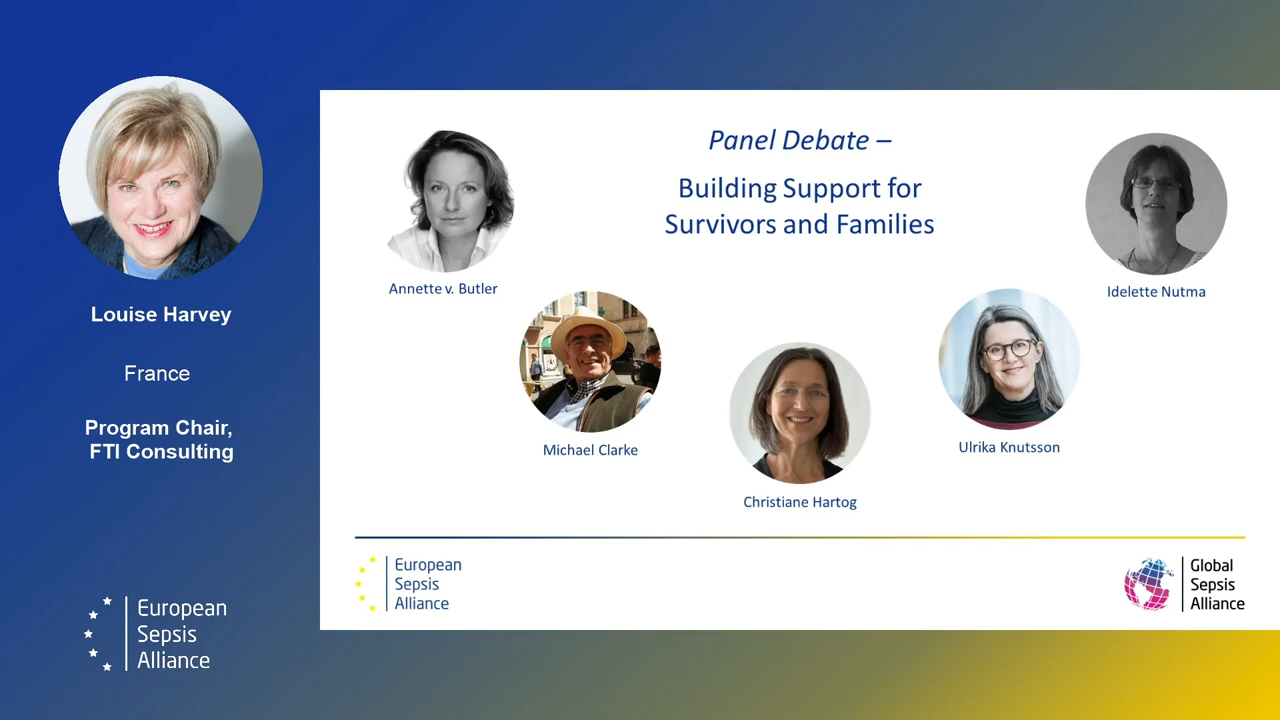 Louise Harvey
France
Program Chair,
FTI Consulting
European
Sepsis
Alliance
Panel Debate –
Building Support for
Survivors and Families
Annette v. Butler
Michael Clarke
Christiane Hartog
Ulrika Knutsson
Idelette Nutma
European
Sepsis
Alliance
Global
Sepsis
Alliance